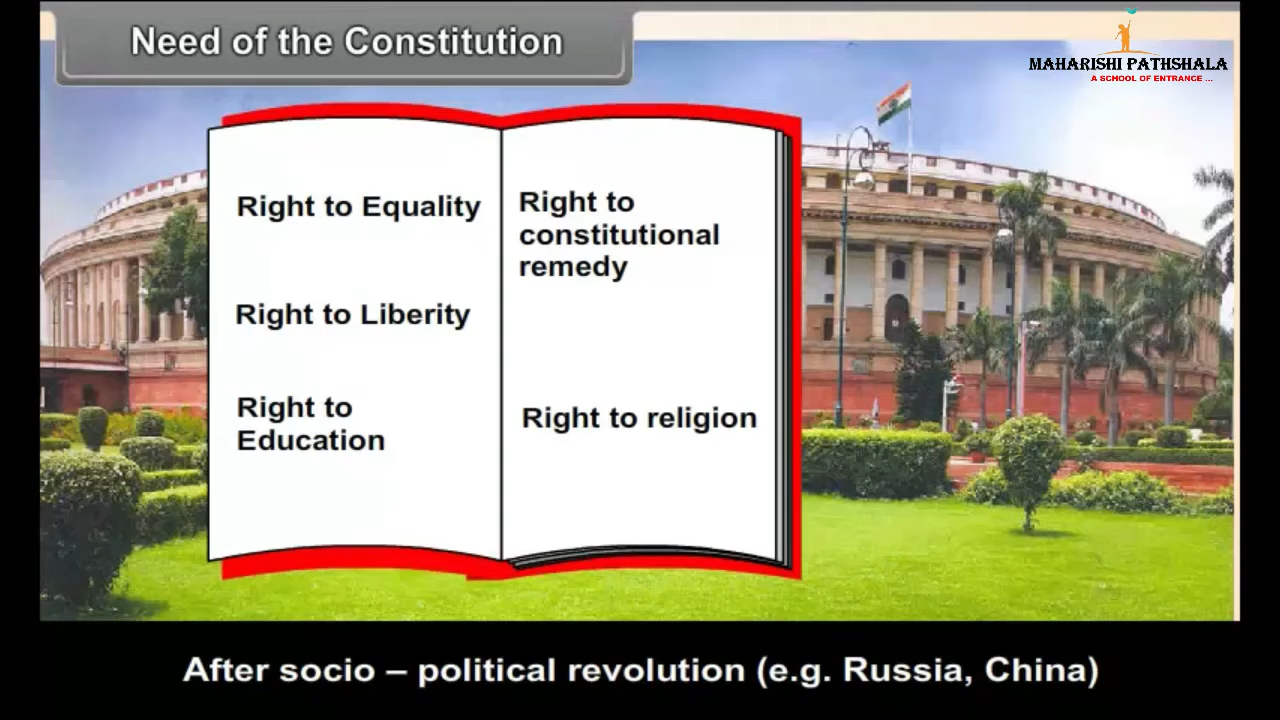 Need of the Constitution
MAHARISHI PATHSHALA
A SCHOOL OF ENTRANCE ...
Right to Equality
Right to Liberity
Right to
Education
Right to
constitutional
remedy
Right to religion
After socio – political revolution (e.g. Russia, China)